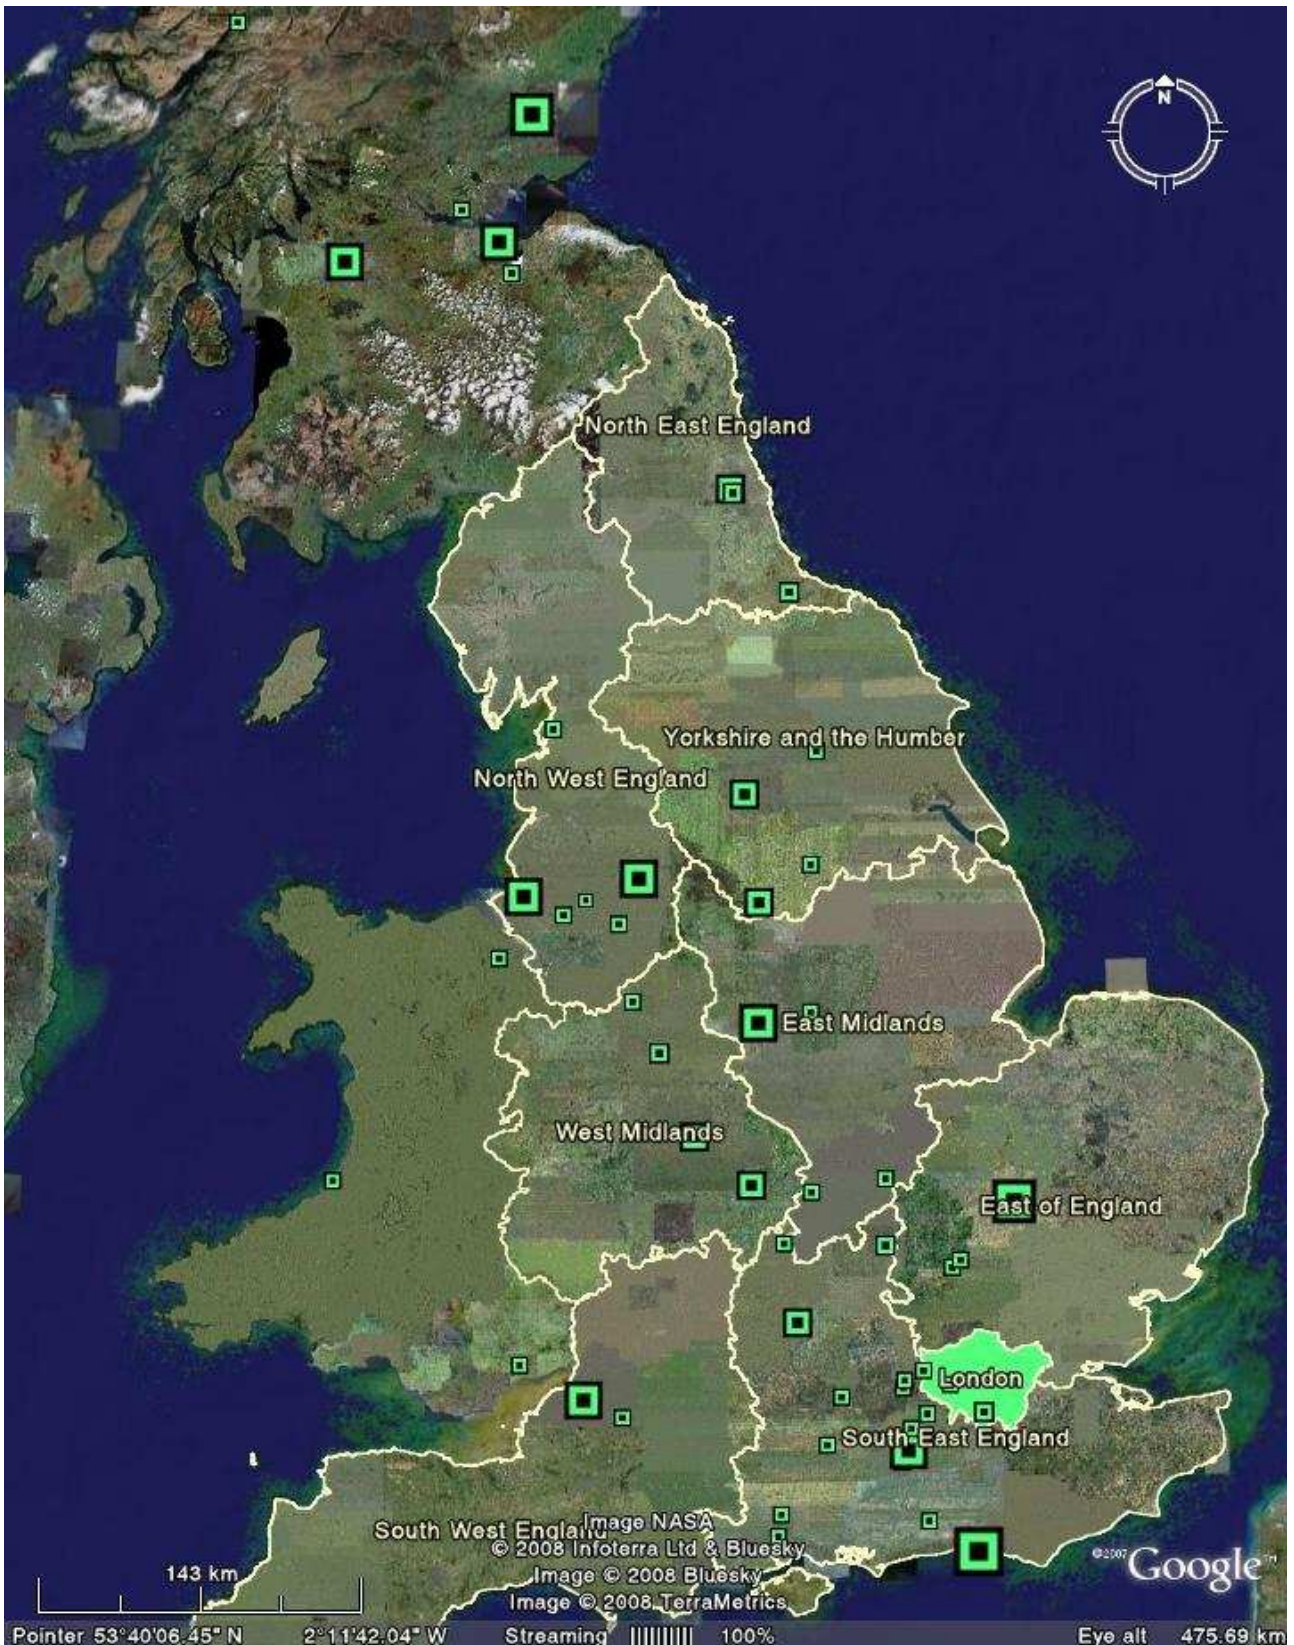 N
North East England
Yorkshire and the Humber
North West England
East Midlands
West Midlands
East of England
London
South East England
South West England
Image NASA
© 2008 Infoterra Ltd & Bluesky
Image © 2008 Bluesky
Image © 2008 TerraMetrics
©2007 Google™
143 km
Pointer 53°40'06.45" N 2°11'42.04" W Streaming 100% Eye alt 475.69 km